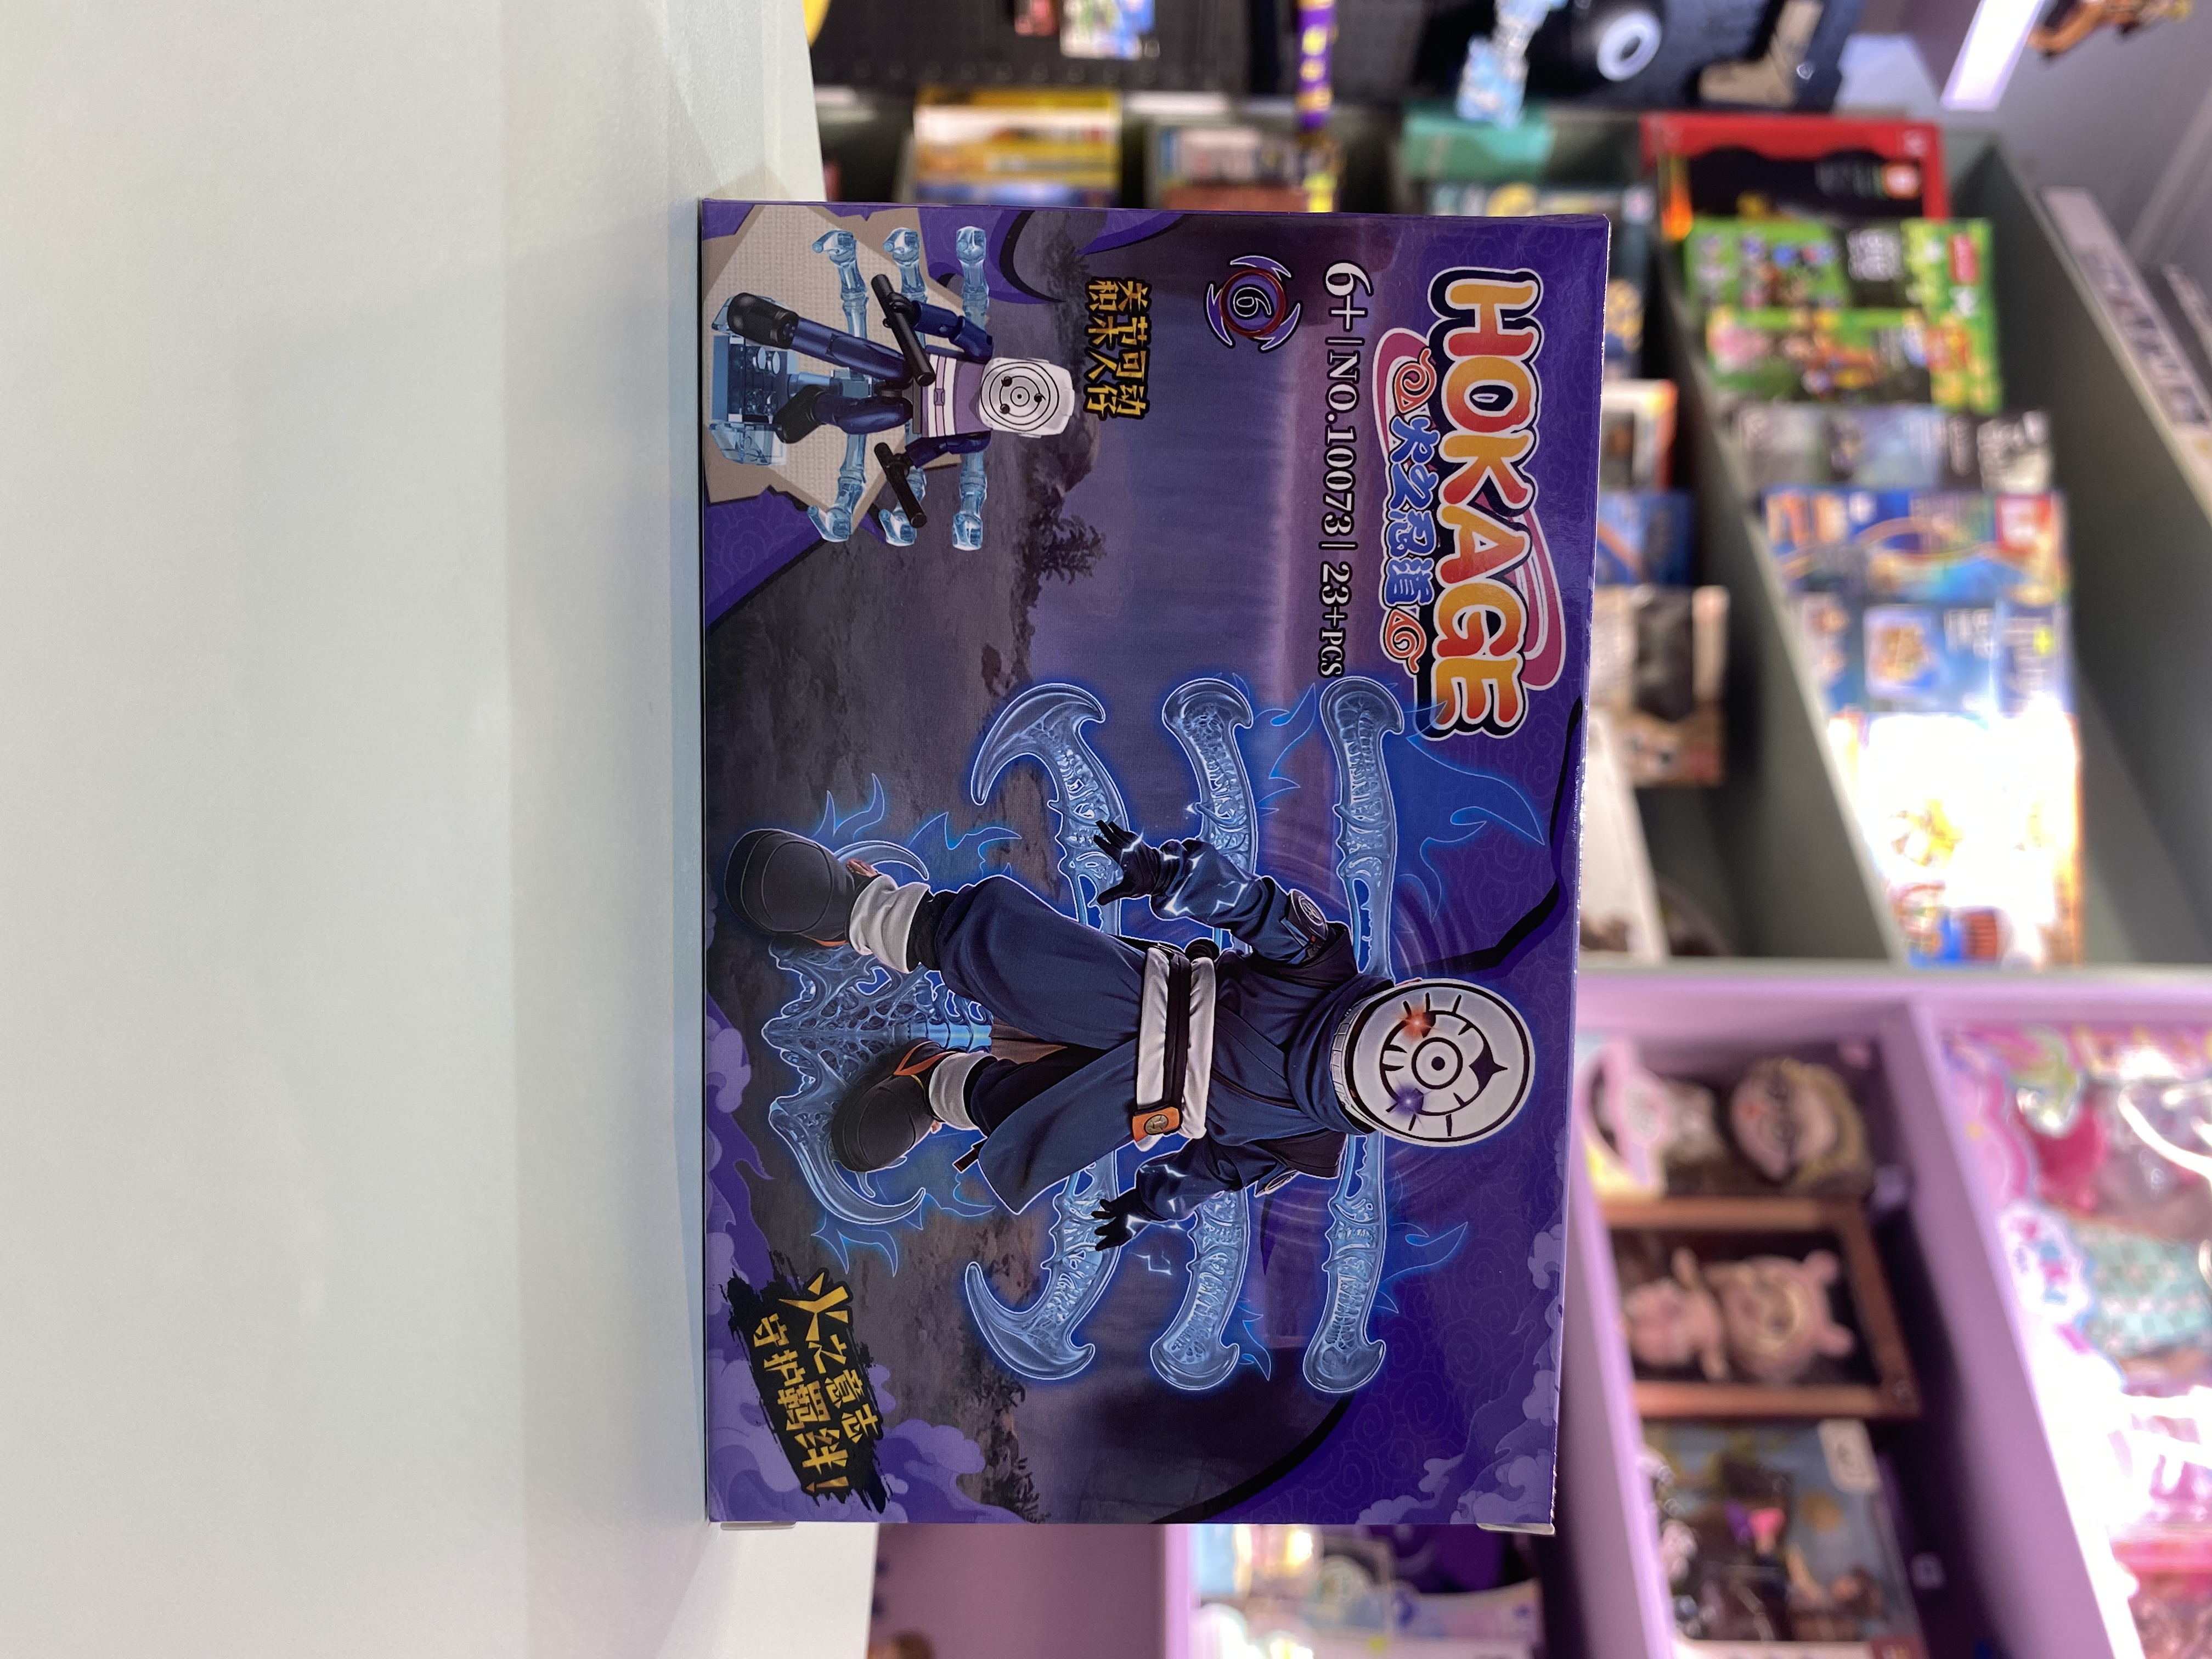 HOKAGE
火之忍道
6+|NO.10073|23+PCS
6
关节可动
积木人仔
火之意志
守护羁绊!